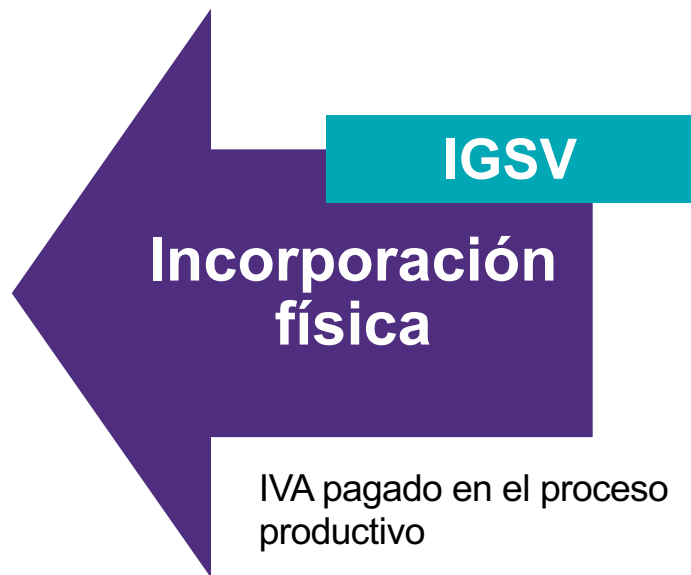 IGSV
Incorporación
física
IVA pagado en el proceso
productivo